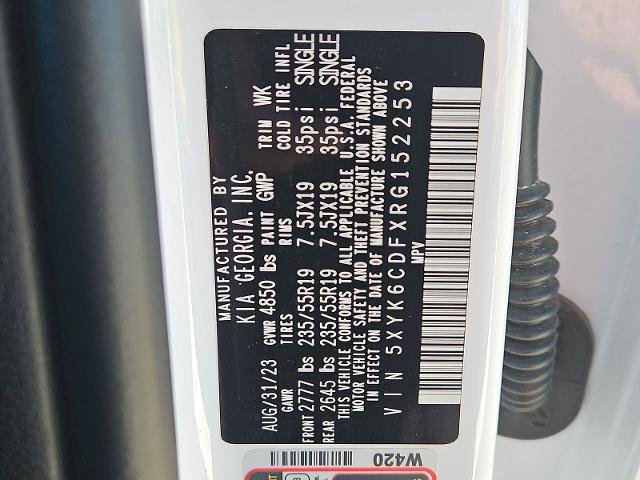 MANUFACTURED BY
KIA GEORGIA, INC.
AUG/31/23 GVWR 4850 lbs PAINT GWP TRIM WK
GAWR TIRES RIMS COLD TIRE INFL
FRONT 2777 lbs 235/55R19 7.5JX19 35psi SINGLE
REAR 2645 lbs 235/55R19 7.5JX19 35psi SINGLE
THIS VEHICLE CONFORMS TO ALL APPLICABLE U.S.A. FEDERAL
MOTOR VEHICLE SAFETY AND THEFT PREVENTION STANDARDS
IN EFFECT ON THE DATE OF MANUFACTURE SHOWN ABOVE
VIN 5XYK6CDFXRG152253
MPV
W420